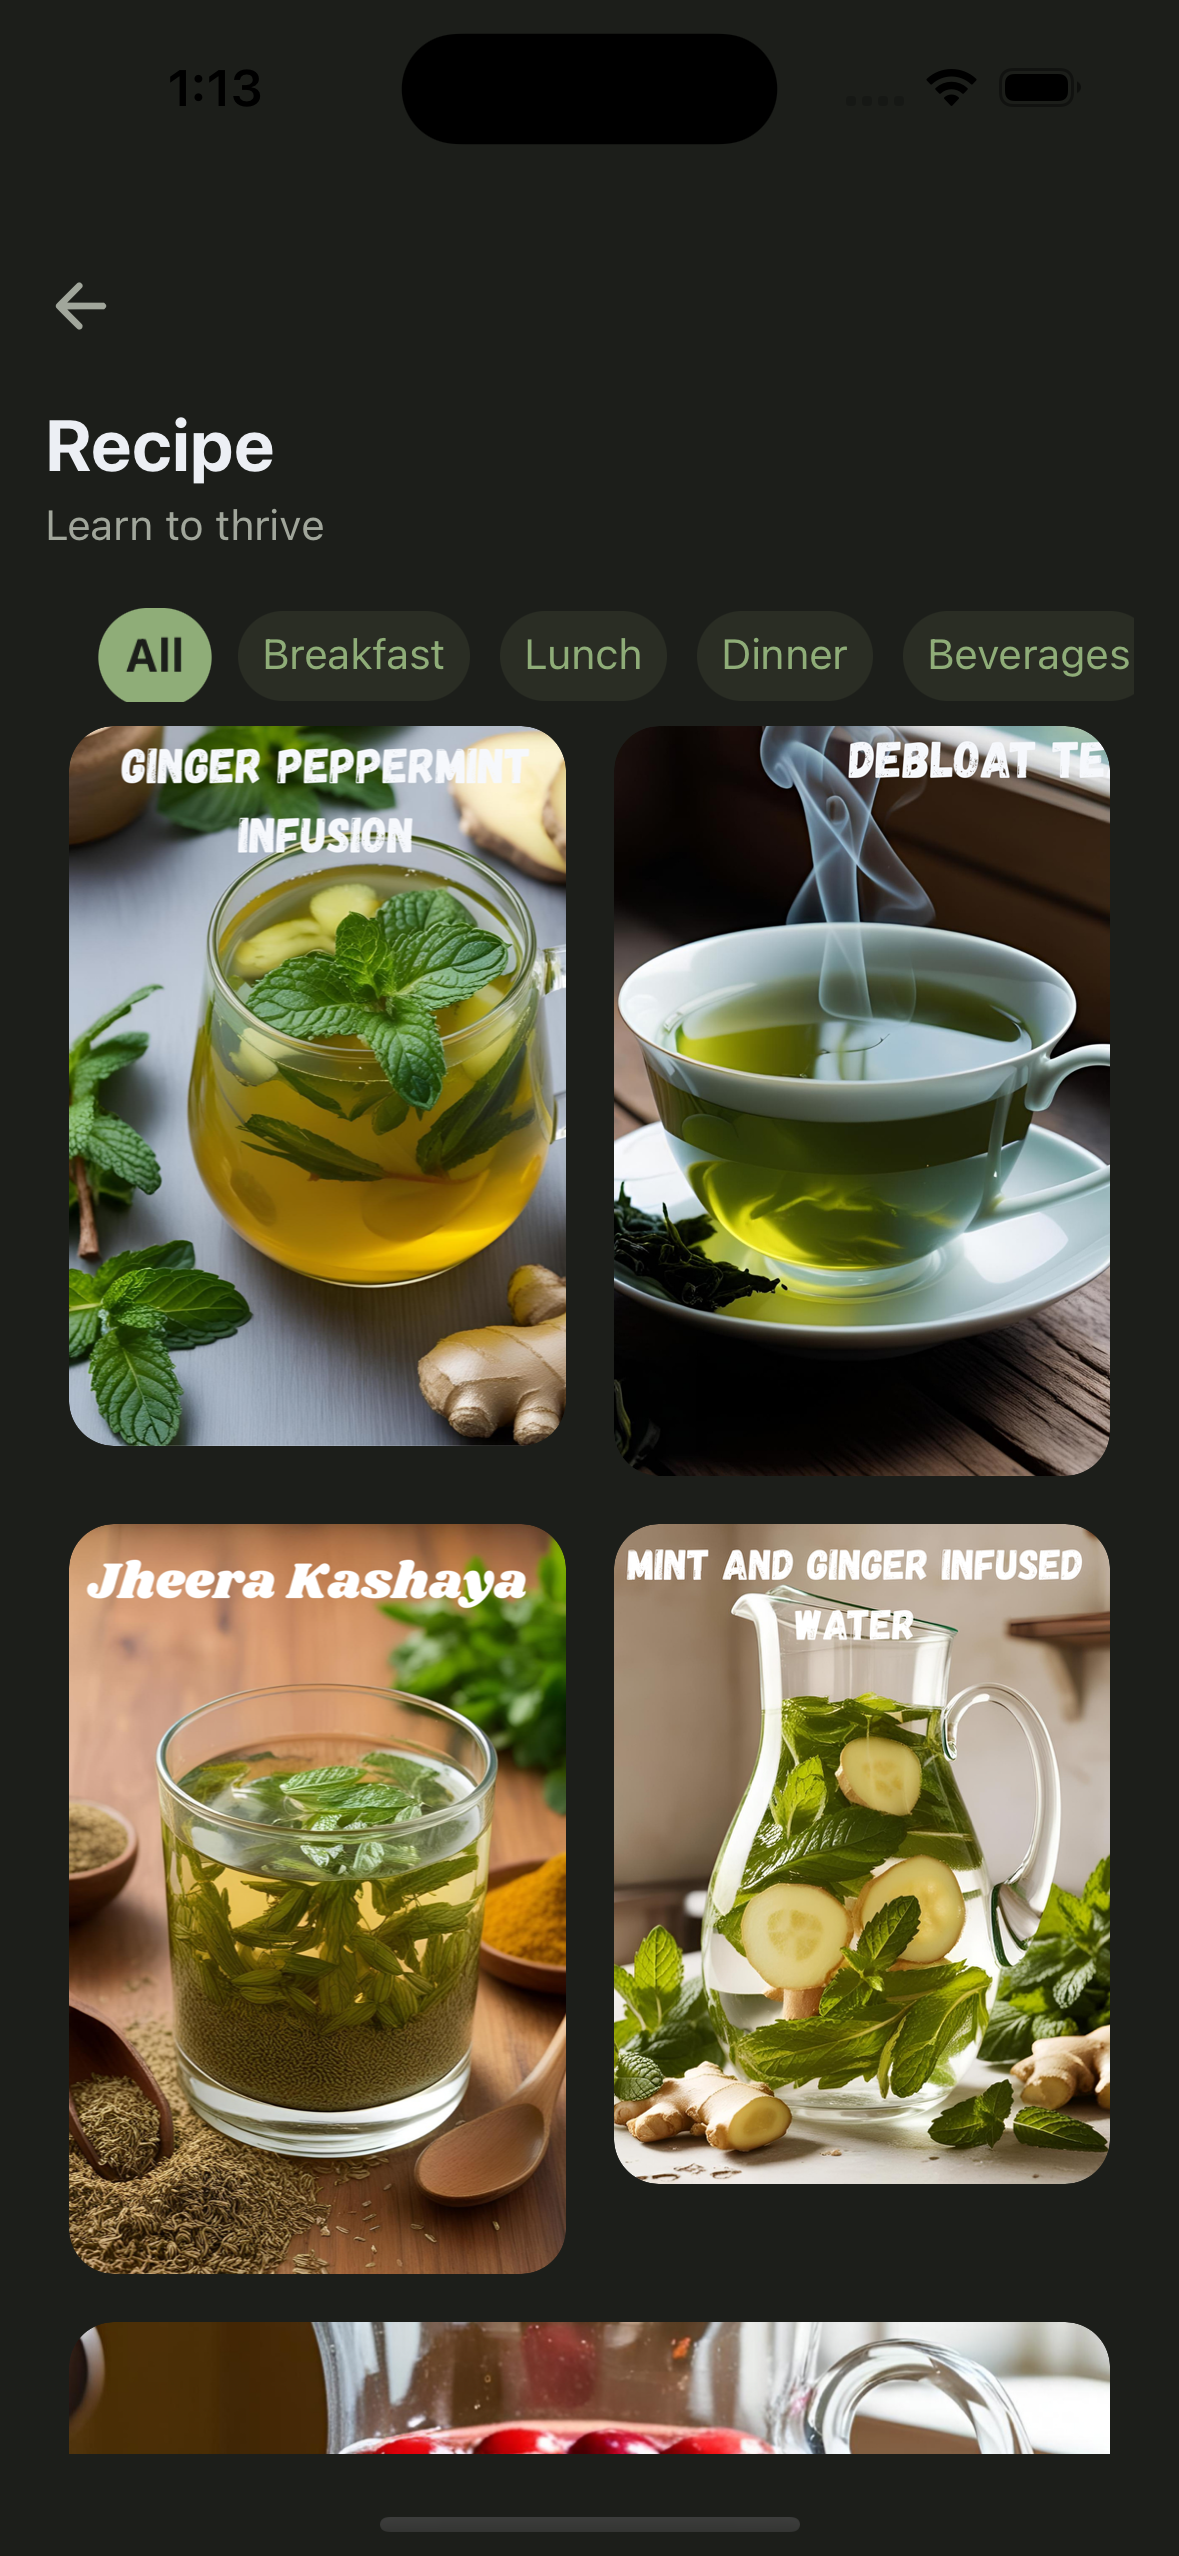 1:13
Recipe
Learn to thrive
All Breakfast Lunch Dinner Beverages
GINGER PEPPERMINT
INFUSION
DEBLOAT TE
Jheera Kashaya
MINT AND GINGER INFUSED
WATER